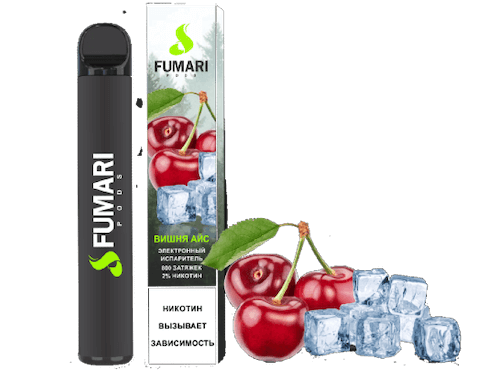 FUMARI
PODS
FUMARI
PODS
ВИШНЯ АЙС
ЭЛЕКТРОННЫЙ
ИСПАРИТЕЛЬ
800 ЗАТЯЖЕК
2% НИКОТИН
НИКОТИН
ВЫЗЫВАЕТ
ЗАВИСИМОСТЬ